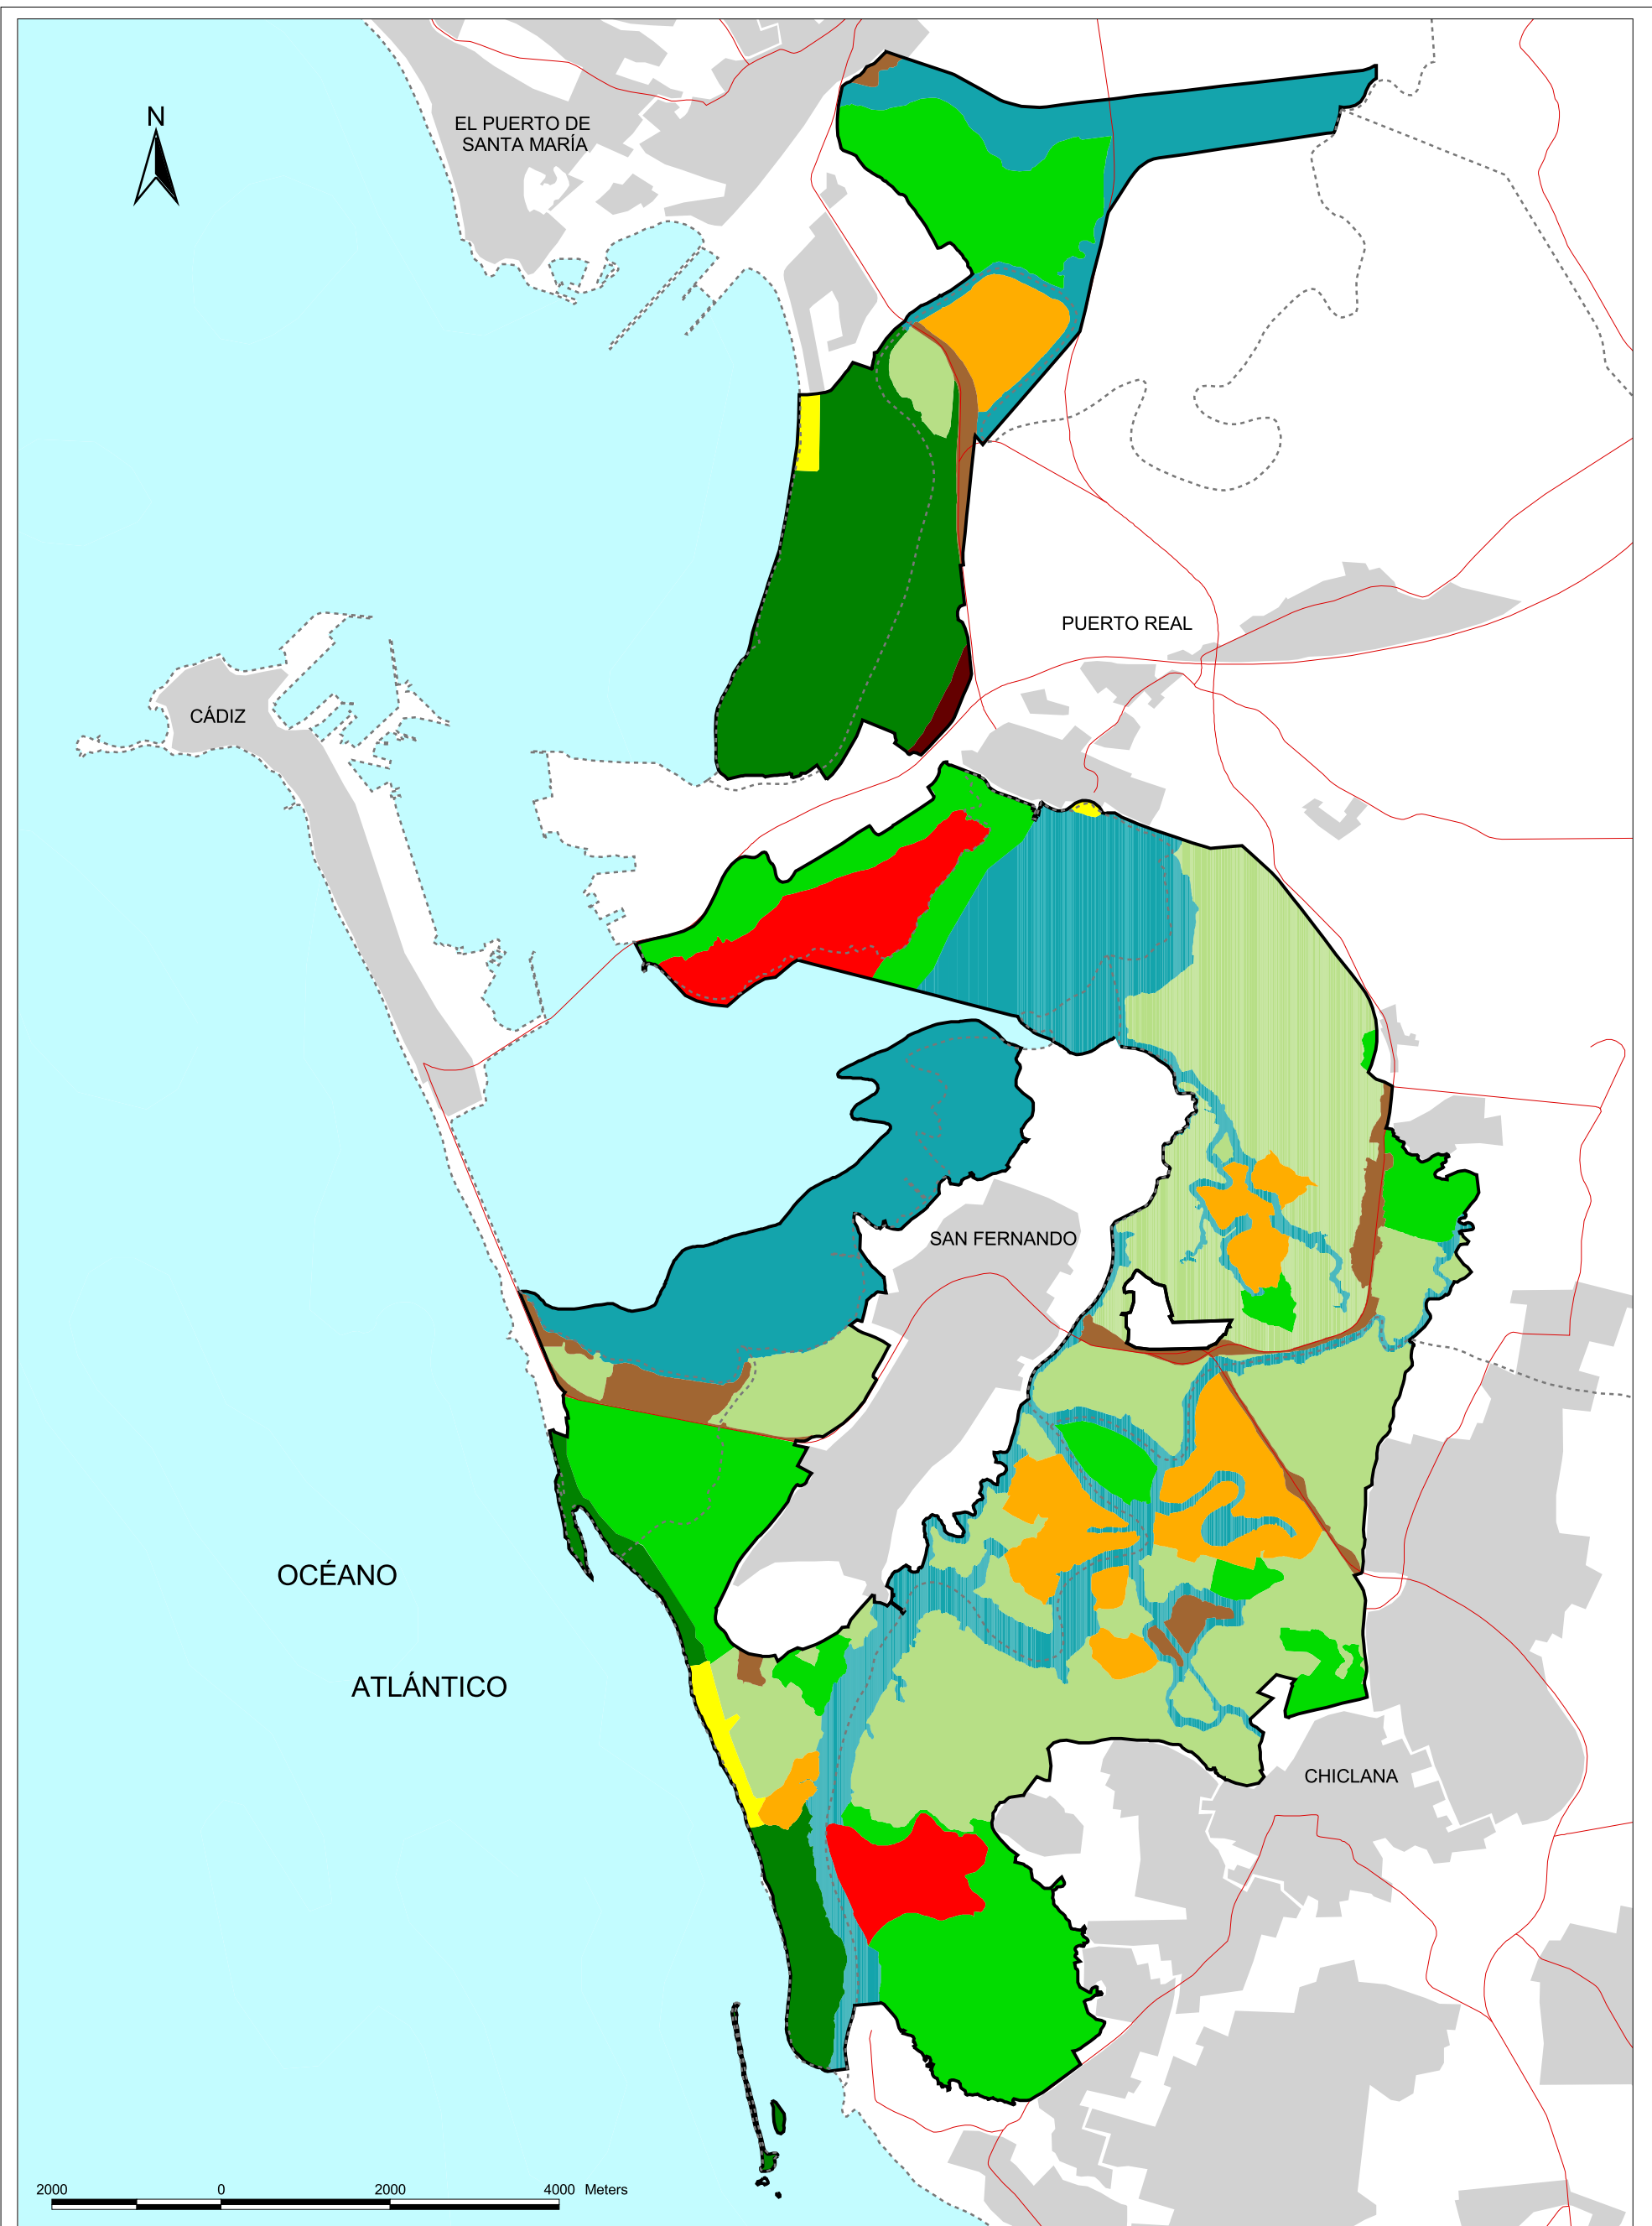 N
EL PUERTO DE
SANTA MARÍA
PUERTO REAL
CÁDIZ
SAN FERNANDO
OCÉANO
ATLÁNTICO
CHICLANA
2000 0 2000 4000 Meters